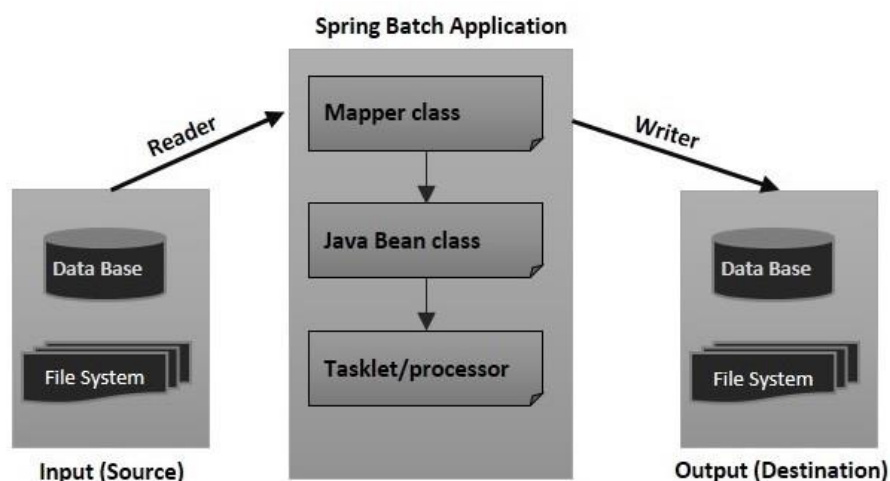 Spring Batch Application
Reader
Mapper class
Writer
Java Bean class
Data Base
Data Base
Tasklet/processor
File System
File System
Input (Source)
Output (Destination)